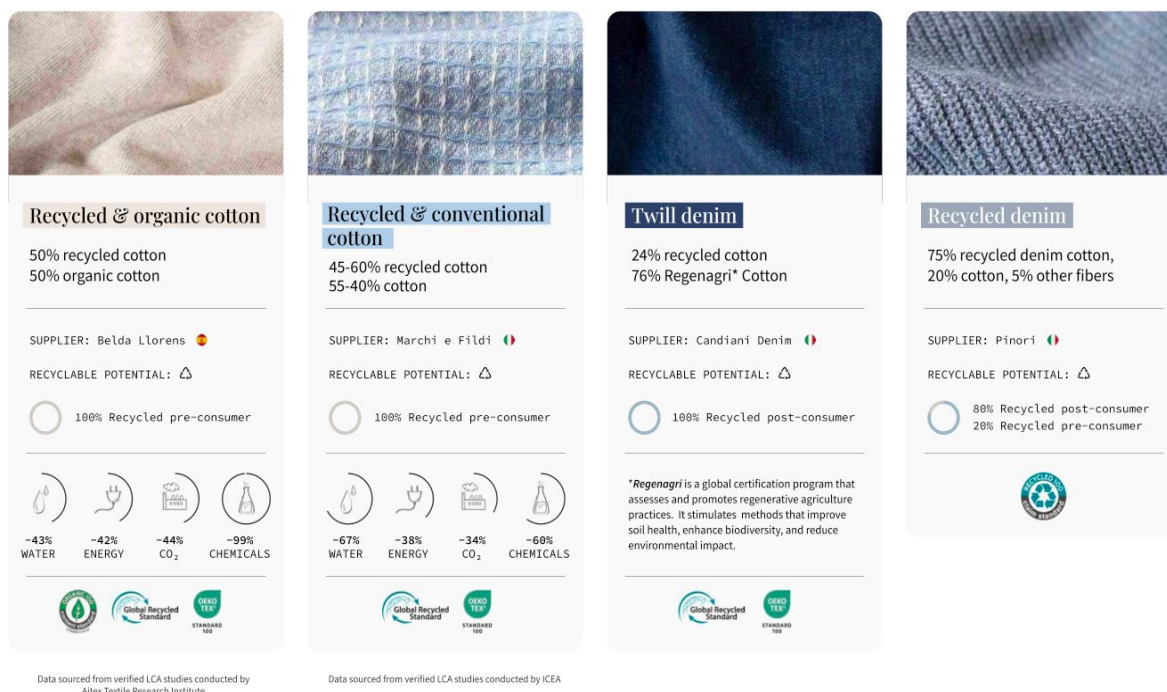 Recycled & organic cotton
50% recycled cotton
50% organic cotton
SUPPLIER: Belda Llorens
RECYCLABLE POTENTIAL:
100% Recycled pre-consumer
-43%
WATER
-42%
ENERGY
-44%
CO₂
-99%
CHEMICALS
ORGANIC 100
Global Recycled
Standard
OEKO
TEX®
STANDARD
100
Data sourced from verified LCA studies conducted by
Aitex Textile Research Institute
Recycled & conventional
cotton
45-60% recycled cotton
55-40% cotton
SUPPLIER: Marchi e Fildi
RECYCLABLE POTENTIAL:
100% Recycled pre-consumer
-67%
WATER
-38%
ENERGY
-34%
CO₂
-60%
CHEMICALS
Global Recycled
Standard
OEKO
TEX®
STANDARD
100
Data sourced from verified LCA studies conducted by ICEA
Twill denim
24% recycled cotton
76% Regenagri* Cotton
SUPPLIER: Candiani Denim
RECYCLABLE POTENTIAL:
100% Recycled post-consumer
*Regenagri is a global certification program that
assesses and promotes regenerative agriculture
practices. It stimulates methods that improve
soil health, enhance biodiversity, and reduce
environmental impact.
Global Recycled
Standard
OEKO
TEX®
STANDARD
100
Recycled denim
75% recycled denim cotton,
20% cotton, 5% other fibers
SUPPLIER: Pinori
RECYCLABLE POTENTIAL:
80% Recycled post-consumer
20% Recycled pre-consumer
RECYCLED 100
claim standard